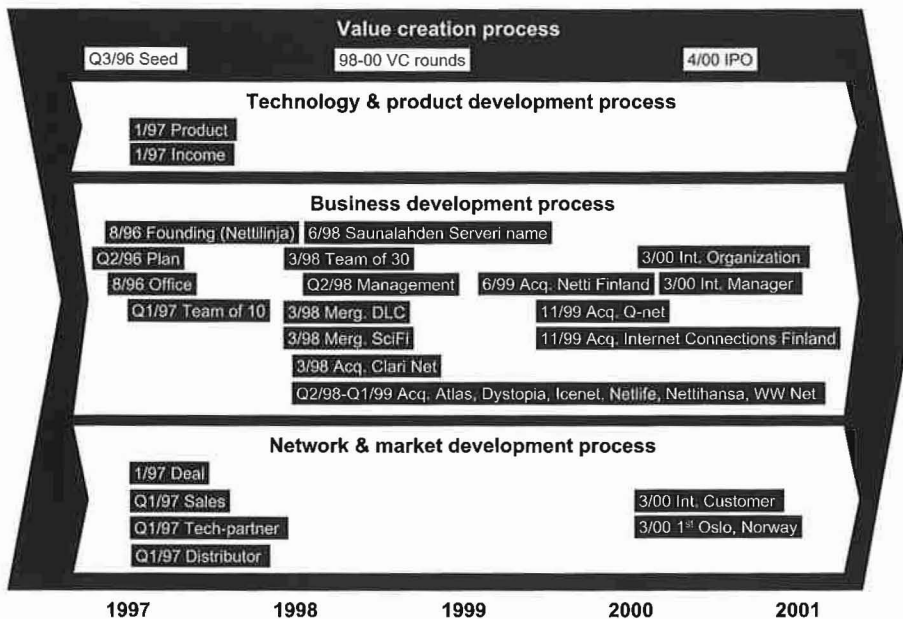 Value creation process
Q3/96 Seed 98-00 VC rounds 4/00 IPO
Technology & product development process
1/97 Product
1/97 Income
Business development process
8/96 Founding (Nettilinja) 6/98 Saunalahden Serveri name
Q2/96 Plan 3/98 Team of 30 3/00 Int. Organization
8/96 Office Q2/98 Management 6/99 Acq. Netti Finland 3/00 Int. Manager
Q1/97 Team of 10 3/98 Merg. DLC 11/99 Acq. Q-net
3/98 Merg. SciFi 11/99 Acq. Internet Connections Finland
3/98 Acq. Clari Net
Q2/98-Q1/99 Acq. Atlas, Dystopia, Icenet, Netlife, Nettihansa, WW Net
Network & market development process
1/97 Deal
Q1/97 Sales 3/00 Int. Customer
Q1/97 Tech-partner 3/00 1st Oslo, Norway
Q1/97 Distributor
1997 1998 1999 2000 2001